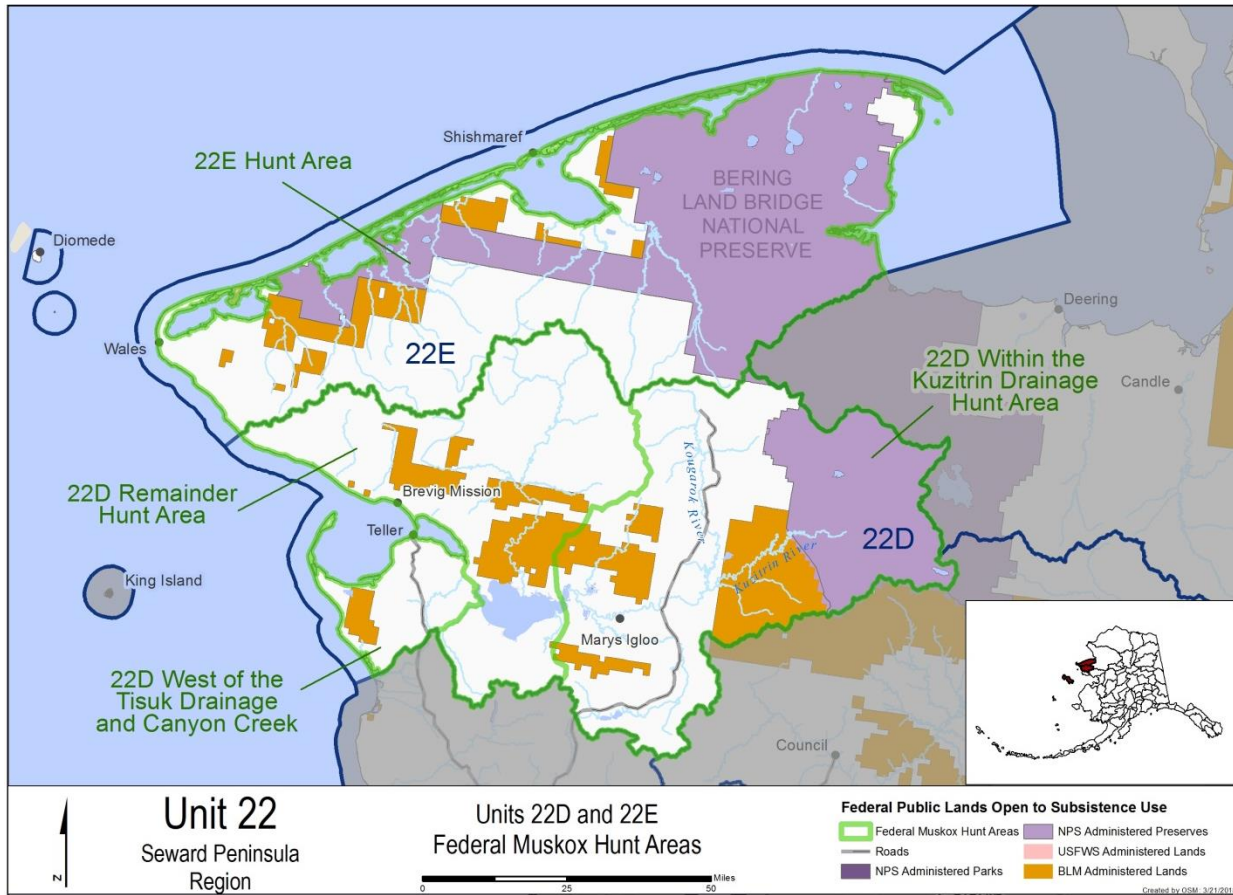 Shishmaref
22E Hunt Area
BERING
LAND BRIDGE
NATIONAL
PRESERVE
Diomede
Deering
Wales
22E
22D Within the
Kuzitrin Drainage
Hunt Area
Candle
Kougarok River
22D Remainder
Hunt Area
Brevig Mission
Teller
22D
Kuzitrin River
King Island
Marys Igloo
22D West of the
Tisuk Drainage
and Canyon Creek
Council
N
Unit 22
Seward Peninsula
Region
Units 22D and 22E
Federal Muskox Hunt Areas
Miles
0 25 50
Federal Public Lands Open to Subsistence Use
Federal Muskox Hunt Areas
Roads
NPS Administered Parks
NPS Administered Preserves
USFWS Administered Lands
BLM Administered Lands